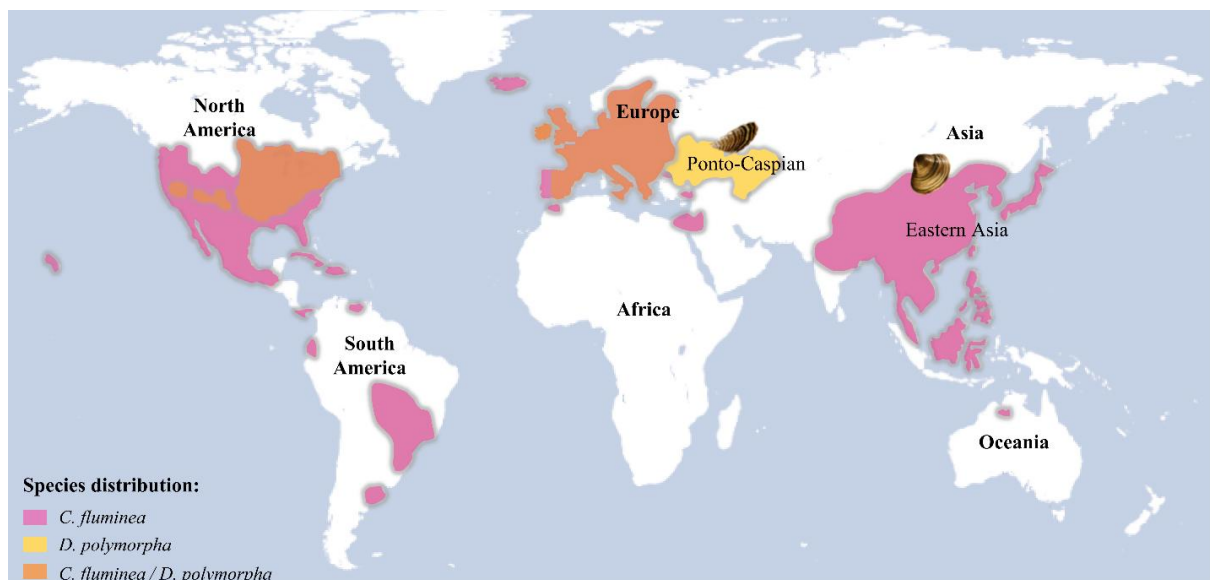 North
America
Europe
Asia
Ponto-Caspian
Eastern Asia
Africa
South
America
Oceania
Species distribution:
C. fluminea
D. polymorpha
C. fluminea / D. polymorpha